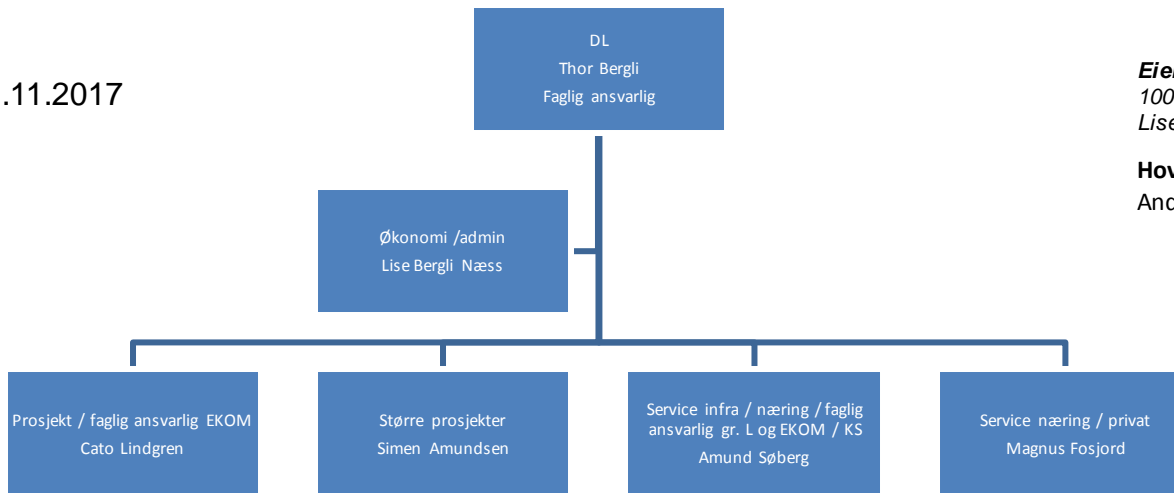 .11.2017
DL
Thor Bergli
Faglig ansvarlig
100
Økonomi /admin
Lise Bergli Næss
Prosjekt / faglig ansvarlig EKOM
Cato Lindgren
Større prosjekter
Simen Amundsen
Service infra / næring / faglig
ansvarlig gr. L og EKOM / KS
Amund Søberg
Service næring / privat
Magnus Fosjord